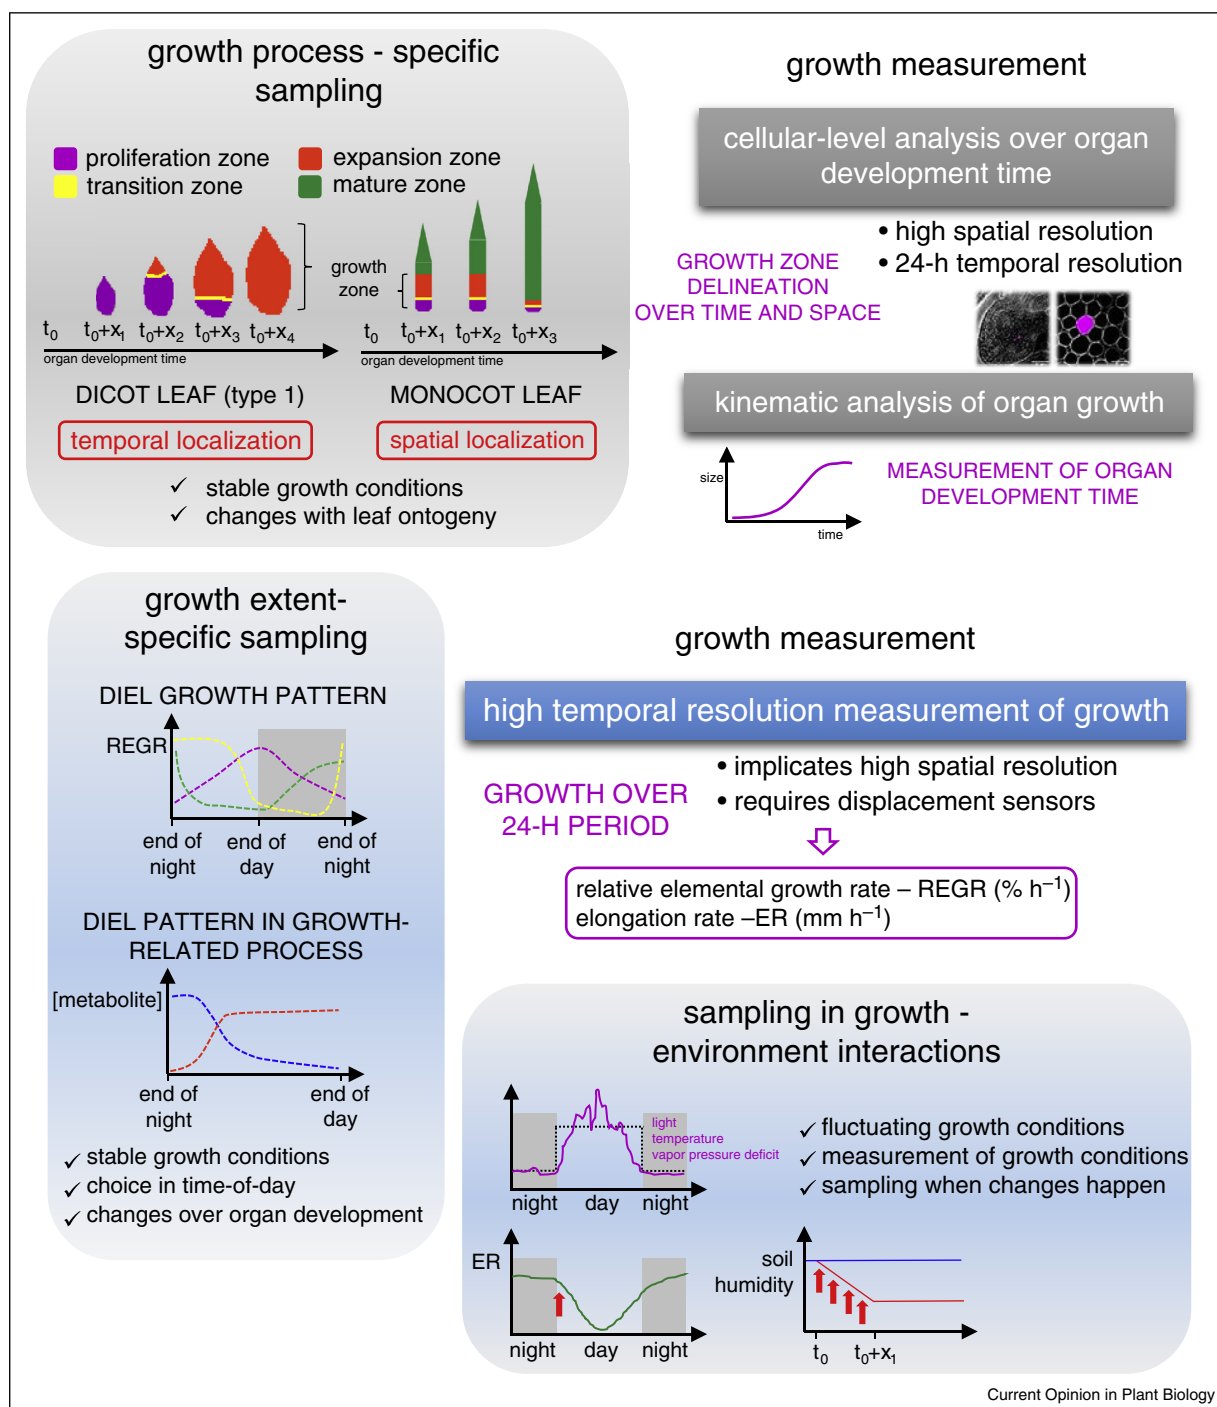 growth process - specific
sampling
proliferation zone
expansion zone
transition zone
mature zone
growth
zone
t0 t0+x1 t0+x2 t0+x3 t0+x4
organ development time
t0 t0+x1 t0+x2 t0+x3
organ development time
DICOT LEAF (type 1)
MONOCOT LEAF
temporal localization
spatial localization
✓ stable growth conditions
✓ changes with leaf ontogeny
growth measurement
cellular-level analysis over organ
development time
• high spatial resolution
• 24-h temporal resolution
GROWTH ZONE
DELINEATION
OVER TIME AND SPACE
kinematic analysis of organ growth
size
time
MEASUREMENT OF ORGAN
DEVELOPMENT TIME
growth extent-
specific sampling
DIEL GROWTH PATTERN
REGR
end of
night
end of
day
end of
night
DIEL PATTERN IN GROWTH-
RELATED PROCESS
[metabolite]
end of
night
end of
day
✓ stable growth conditions
✓ choice in time-of-day
✓ changes over organ development
growth measurement
high temporal resolution measurement of growth
• implicates high spatial resolution
• requires displacement sensors
GROWTH OVER
24-H PERIOD
relative elemental growth rate – REGR (% h⁻¹)
elongation rate –ER (mm h⁻¹)
sampling in growth -
environment interactions
light
temperature
vapor pressure deficit
night day night
✓ fluctuating growth conditions
✓ measurement of growth conditions
✓ sampling when changes happen
ER
night day night
soil
humidity
t0 t0+x1
Current Opinion in Plant Biology